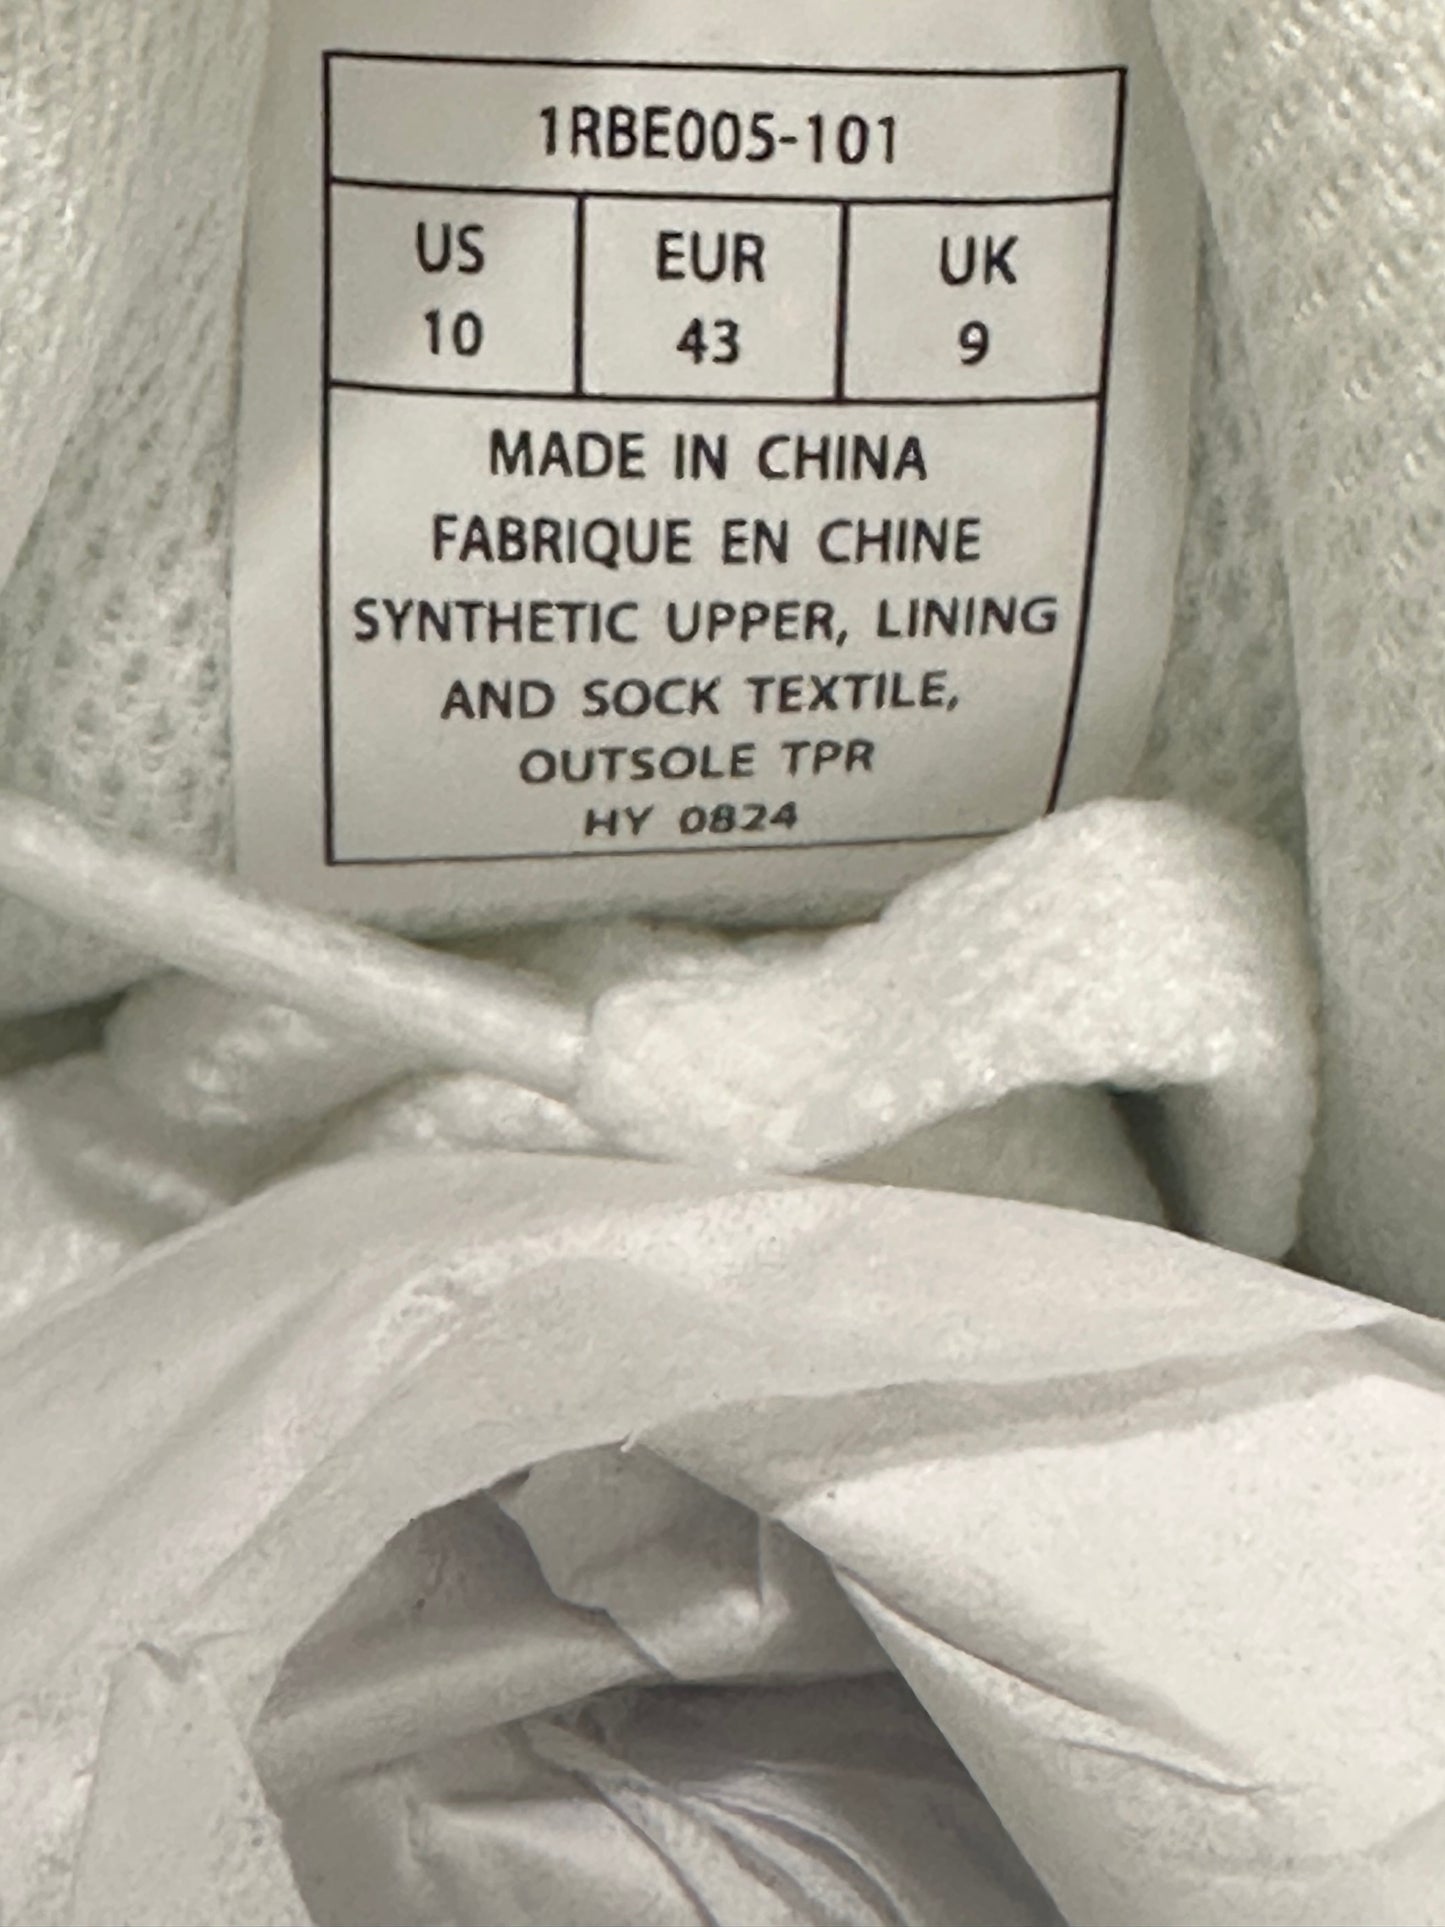 1RBE005-101
US EUR UK
10 43 9
MADE IN CHINA
FABRIQUE EN CHINE
SYNTHETIC UPPER, LINING
AND SOCK TEXTILE,
OUTSOLE TPR
HY 0824